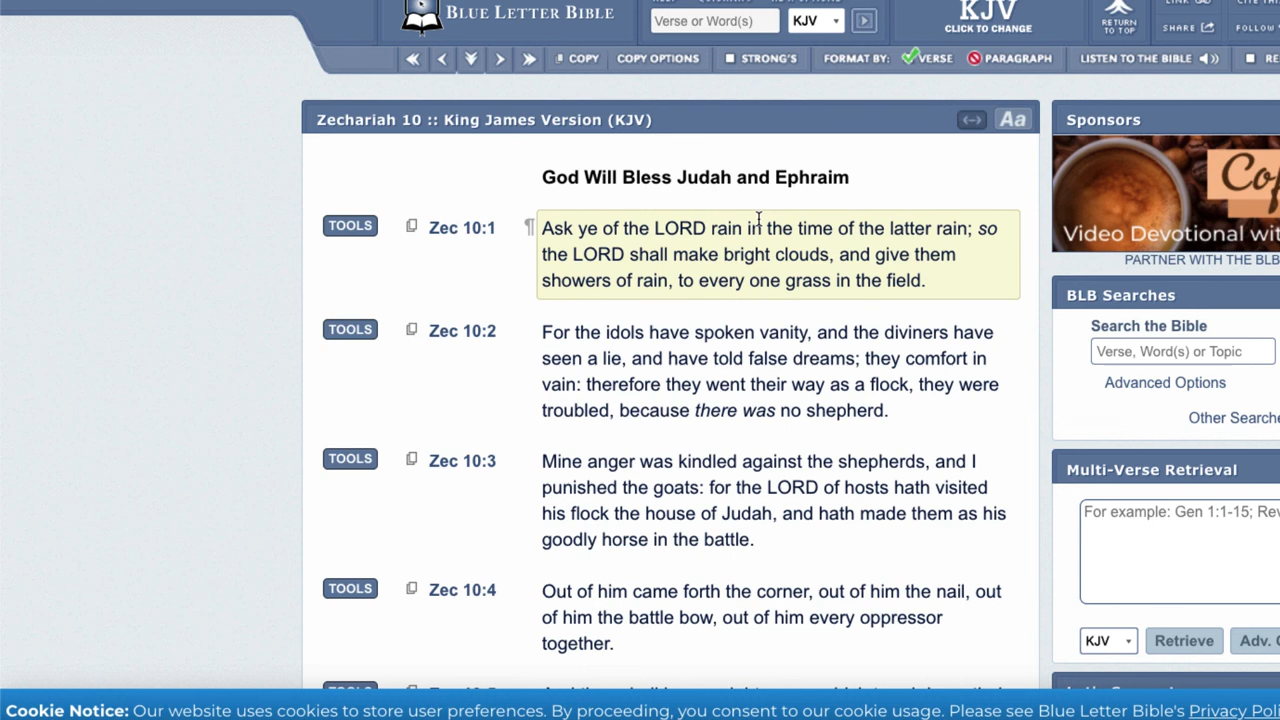 BLUE LETTER BIBLE
Verse or Word(s)
KJV
KJV
CLICK TO CHANGE
RETURN
TO TOP
SHARE
FOLLOW
COPY
COPY OPTIONS
STRONG'S
FORMAT BY:
VERSE
PARAGRAPH
LISTEN TO THE BIBLE
RE
Zechariah 10 :: King James Version (KJV)
Aa
God Will Bless Judah and Ephraim
TOOLS
Zec 10:1
¶
Ask ye of the LORD rain in the time of the latter rain; so
the LORD shall make bright clouds, and give them
showers of rain, to every one grass in the field.
TOOLS
Zec 10:2
For the idols have spoken vanity, and the diviners have
seen a lie, and have told false dreams; they comfort in
vain: therefore they went their way as a flock, they were
troubled, because there was no shepherd.
TOOLS
Zec 10:3
Mine anger was kindled against the shepherds, and I
punished the goats: for the LORD of hosts hath visited
his flock the house of Judah, and hath made them as his
goodly horse in the battle.
TOOLS
Zec 10:4
Out of him came forth the corner, out of him the nail, out
of him the battle bow, out of him every oppressor
together.
Sponsors
Cof
Video Devotional wit
PARTNER WITH THE BLB
BLB Searches
Search the Bible
Verse, Word(s) or Topic
Advanced Options
Other Searche
Multi-Verse Retrieval
For example: Gen 1:1-15; Rev
KJV
Retrieve
Adv. O
Cookie Notice: Our website uses cookies to store user preferences. By proceeding, you consent to our cookie usage. Please see Blue Letter Bible's Privacy Poli